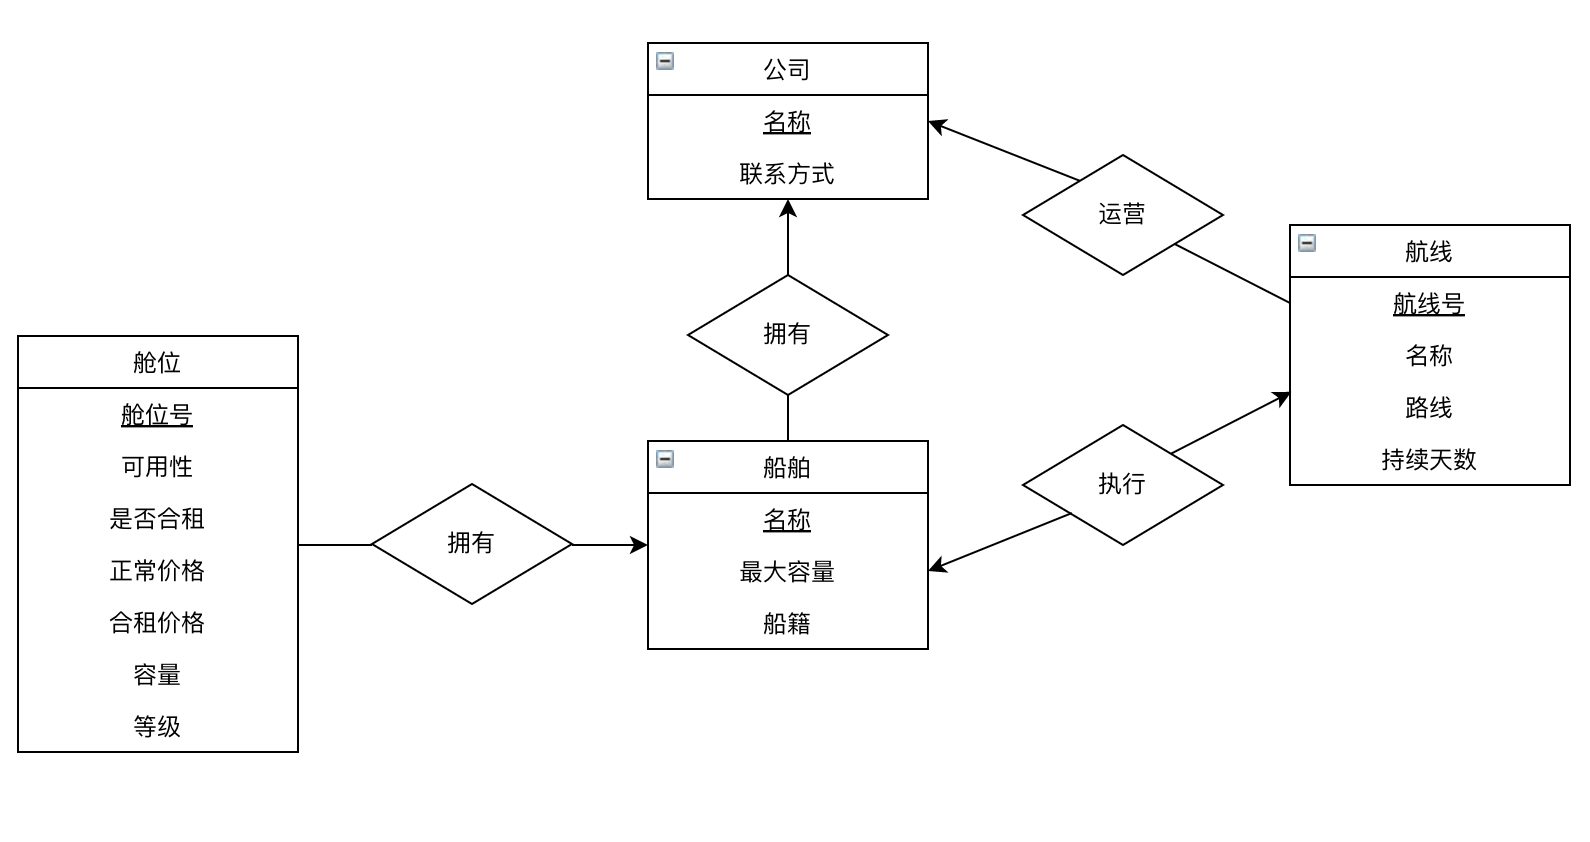 公司
名称
联系方式
运营
航线
航线号
名称
路线
持续天数
拥有
舱位
舱位号
可用性
是否合租
正常价格
合租价格
容量
等级
拥有
船舶
名称
最大容量
船籍
执行